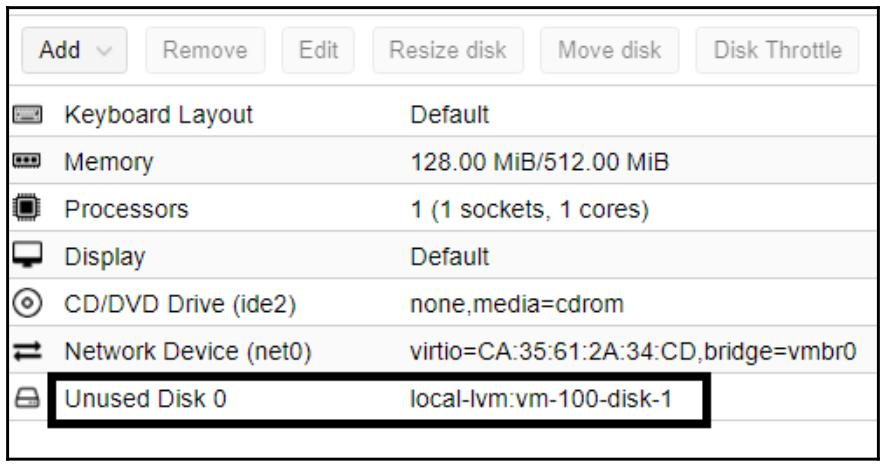 Add Remove Edit Resize disk Move disk Disk Throttle
Keyboard Layout Default
Memory 128.00 MiB/512.00 MiB
Processors 1 (1 sockets, 1 cores)
Display Default
CD/DVD Drive (ide2) none,media=cdrom
Network Device (net0) virtio=CA:35:61:2A:34:CD,bridge=vmbr0
Unused Disk 0 local-lvm:vm-100-disk-1